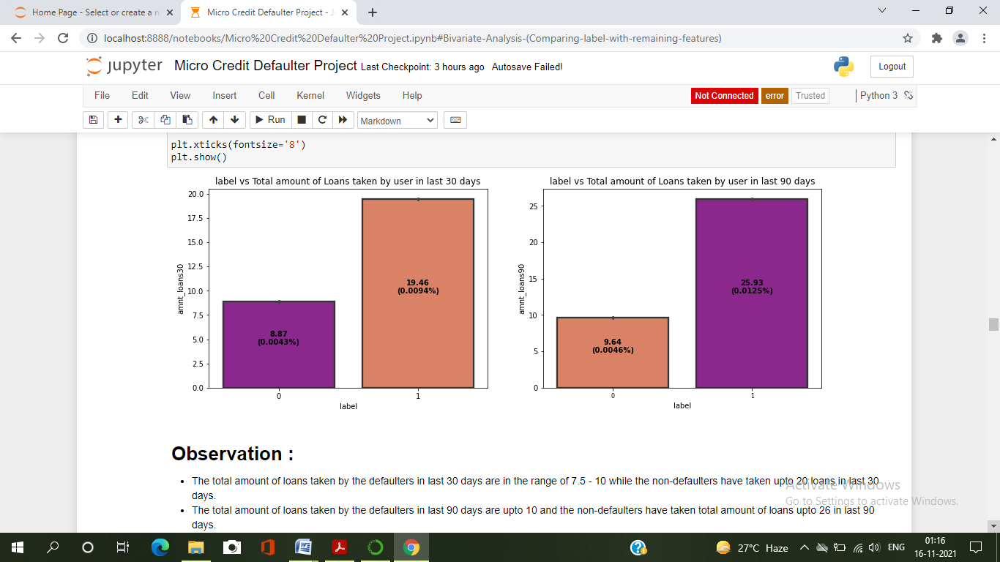 Home Page - Select or create a n
Micro Credit Defaulter Project - J
localhost:8888/notebooks/Micro%20Credit%20Defaulter%20Project.ipynb#Bivariate-Analysis-(Comparing-label-with-remaining-features)
jupyter Micro Credit Defaulter Project Last Checkpoint: 3 hours ago Autosave Failed!
Logout
File Edit View Insert Cell Kernel Widgets Help
Not Connected error Trusted Python 3
Run Markdown
plt.xticks(fontsize='8')
plt.show()
label vs Total amount of Loans taken by user in last 30 days
amnt_loans30
20.0
17.5
15.0
12.5
10.0
7.5
5.0
2.5
0.0
8.87
(0.0043%)
19.46
(0.0094%)
0 1
label
label vs Total amount of Loans taken by user in last 90 days
amnt_loans90
25
20
15
10
5
0
9.64
(0.0046%)
25.93
(0.0125%)
0 1
label
Observation :
The total amount of loans taken by the defaulters in last 30 days are in the range of 7.5 - 10 while the non-defaulters have taken upto 20 loans in last 30
days.
The total amount of loans taken by the defaulters in last 90 days are upto 10 and the non-defaulters have taken total amount of loans upto 26 in last 90
days.
Activate Windows
Go to Settings to activate Windows.
27°C Haze
ENG
01:16
16-11-2021